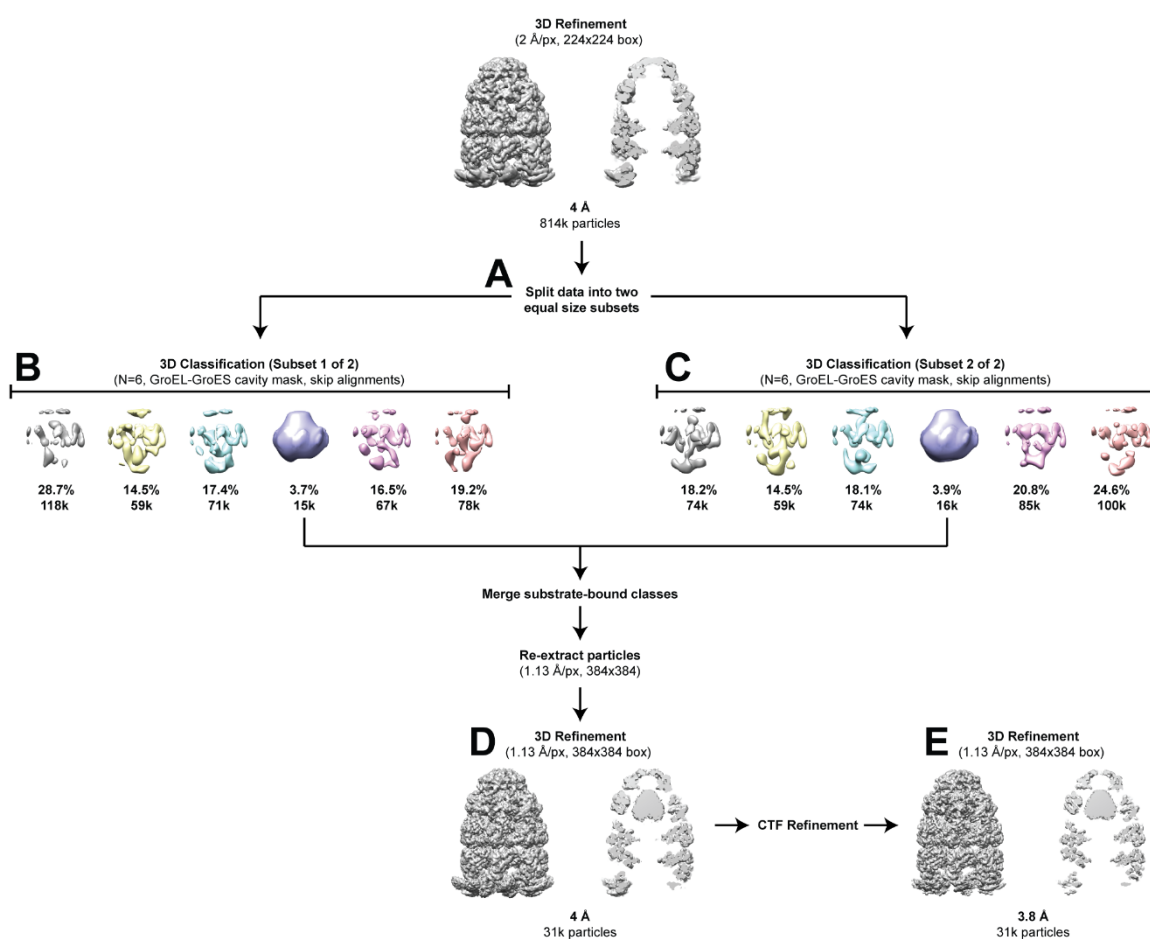 3D Refinement
(2 Å/px, 224x224 box)
4 Å
814k particles
A
Split data into two
equal size subsets
B
3D Classification (Subset 1 of 2)
(N=6, GroEL-GroES cavity mask, skip alignments)
28.7% 14.5% 17.4% 3.7% 16.5% 19.2%
118k 59k 71k 15k 67k 78k
C
3D Classification (Subset 2 of 2)
(N=6, GroEL-GroES cavity mask, skip alignments)
18.2% 14.5% 18.1% 3.9% 20.8% 24.6%
74k 59k 74k 16k 85k 100k
Merge substrate-bound classes
Re-extract particles
(1.13 Å/px, 384x384)
D
3D Refinement
(1.13 Å/px, 384x384 box)
4 Å
31k particles
CTF Refinement
E
3D Refinement
(1.13 Å/px, 384x384 box)
3.8 Å
31k particles